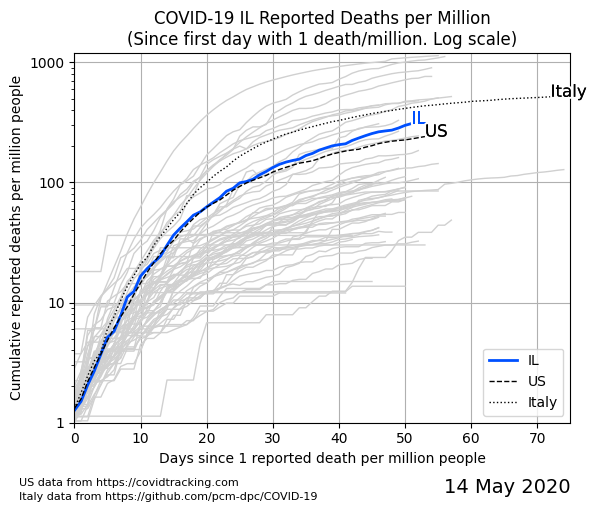 COVID-19 IL Reported Deaths per Million
(Since first day with 1 death/million. Log scale)
Cumulative reported deaths per million people
1000
100
10
1
Italy
IL
US
IL
US
Italy
0 10 20 30 40 50 60 70
Days since 1 reported death per million people
US data from https://covidtracking.com
Italy data from https://github.com/pcm-dpc/COVID-19
14 May 2020